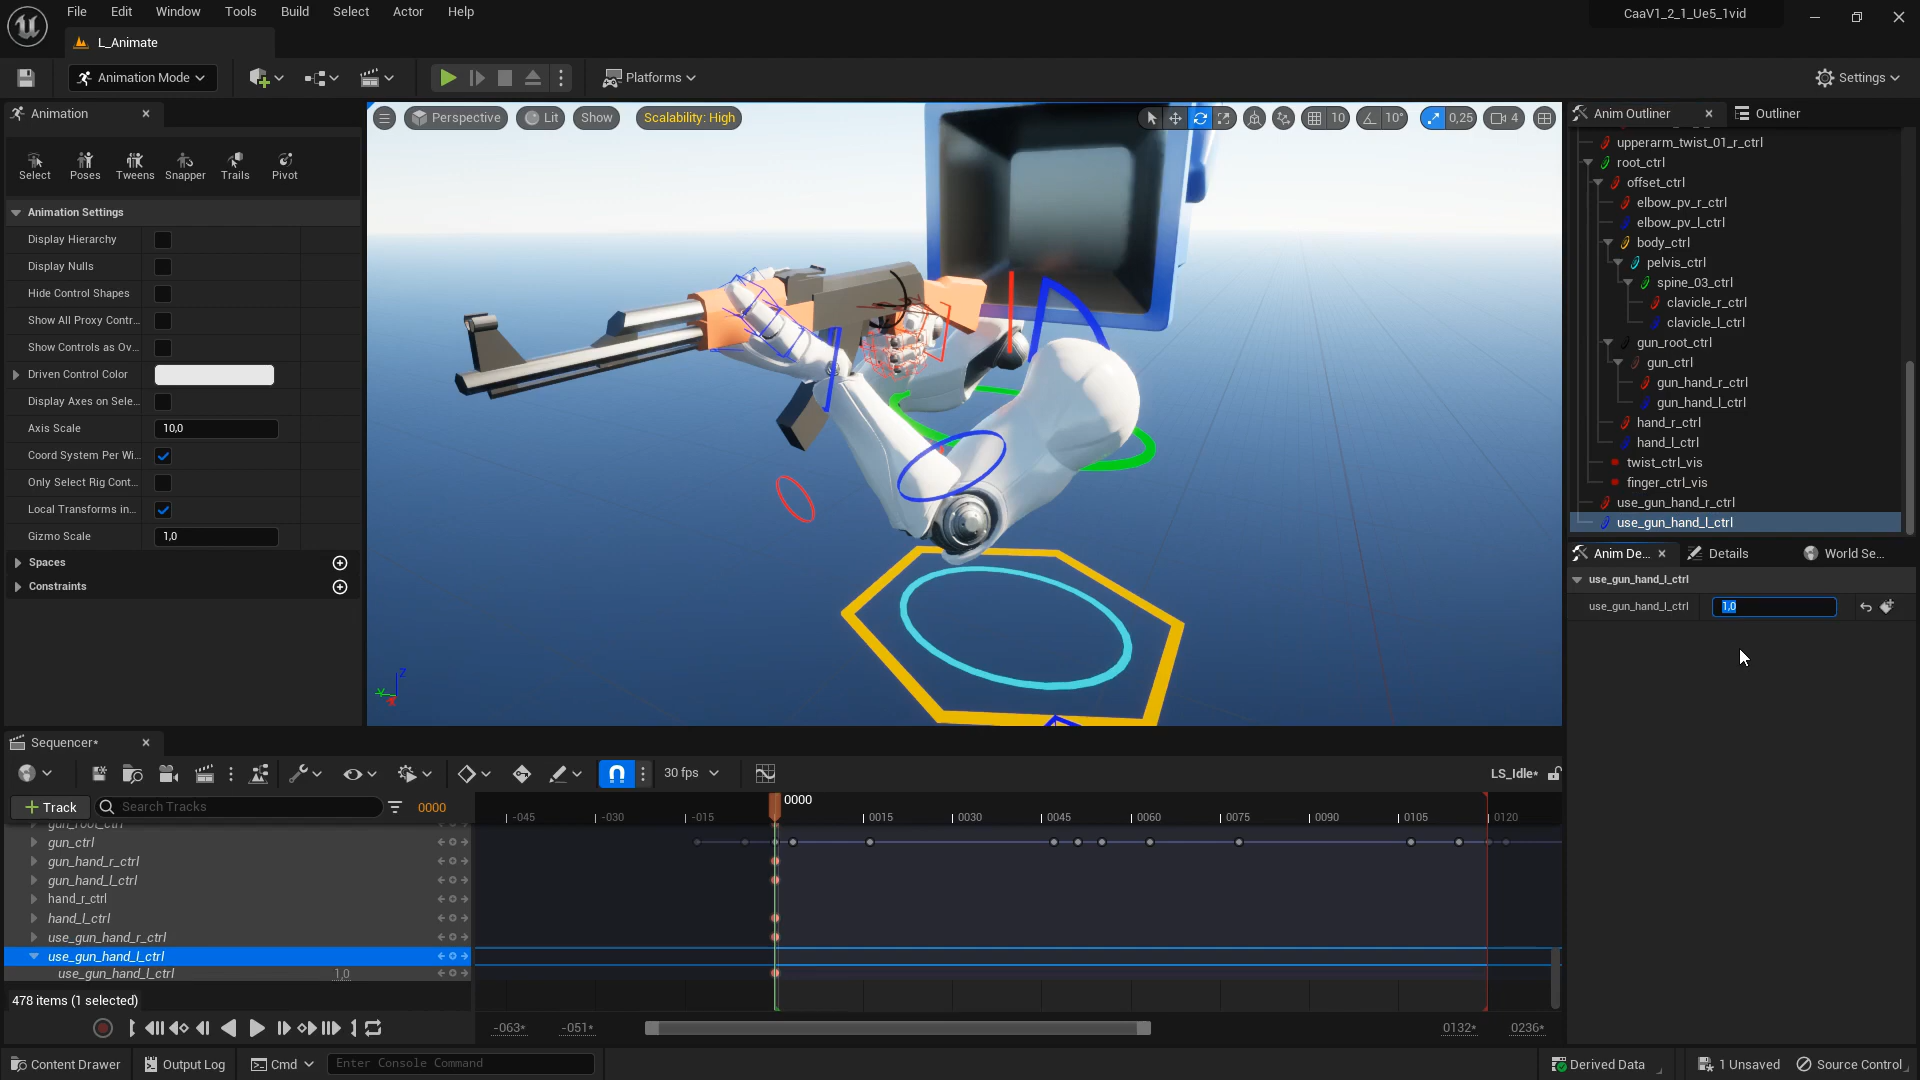 File Edit Window Tools Build Select Actor Help
CaaV1_2_1_Ue5_1vid
L_Animate
Animation Mode
Platforms
Settings
Animation
Select Poses Tweens Snapper Trails Pivot
Animation Settings
Display Hierarchy
Display Nulls
Hide Control Shapes
Show All Proxy Contr...
Show Controls as Ov...
Driven Control Color
Display Axes on Sele...
Axis Scale 10,0
Coord System Per Wi...
Only Select Rig Cont...
Local Transforms in...
Gizmo Scale 1,0
Spaces
Constraints
Perspective Lit Show Scalability: High
10 10° 0,25 4
Z
Y
X
Anim Outliner Outliner
upperarm_twist_01_r_ctrl
root_ctrl
offset_ctrl
elbow_pv_r_ctrl
elbow_pv_l_ctrl
body_ctrl
pelvis_ctrl
spine_03_ctrl
clavicle_r_ctrl
clavicle_l_ctrl
gun_root_ctrl
gun_ctrl
gun_hand_r_ctrl
gun_hand_l_ctrl
hand_r_ctrl
hand_l_ctrl
twist_ctrl_vis
finger_ctrl_vis
use_gun_hand_r_ctrl
use_gun_hand_l_ctrl
Anim De... Details World Se...
use_gun_hand_l_ctrl
use_gun_hand_l_ctrl 1,0
Sequencer*
30 fps
LS_Idle*
Track Search Tracks 0000
0000
-045 -030 -015 0015 0030 0045 0060 0075 0090 0105 0120
gun_root_ctrl
gun_ctrl
gun_hand_r_ctrl
gun_hand_l_ctrl
hand_r_ctrl
hand_l_ctrl
use_gun_hand_r_ctrl
use_gun_hand_l_ctrl
use_gun_hand_l_ctrl 1,0
478 items (1 selected)
-063* -051* 0132* 0236*
Content Drawer Output Log Cmd Enter Console Command
Derived Data 1 Unsaved Source Control